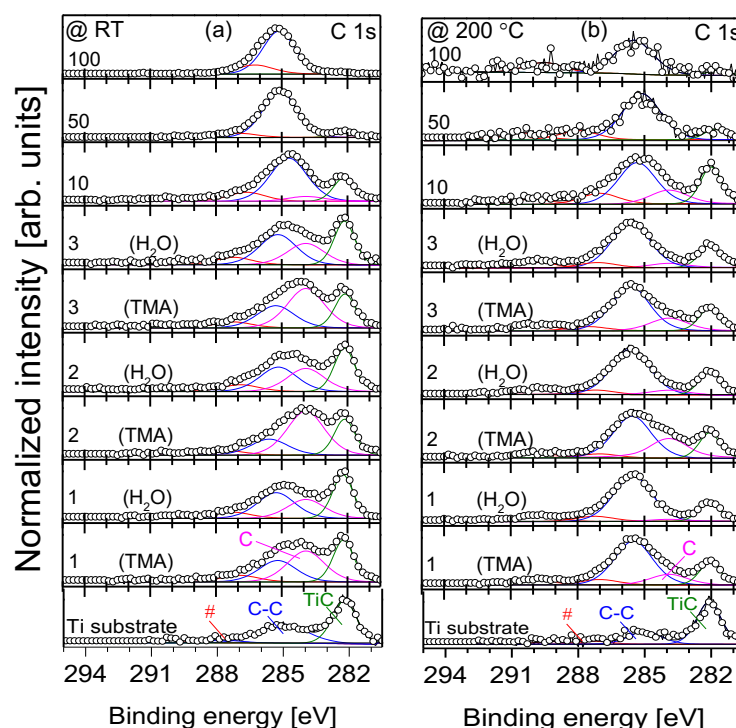 @ RT (a) C 1s
100
50
10
3 (H₂O)
3 (TMA)
2 (H₂O)
2 (TMA)
1 (H₂O)
C
1 (TMA)
# C-C TiC
Ti substrate
294 291 288 285 282
Binding energy [eV]
Normalized intensity [arb. units]
@ 200 °C (b) C 1s
100
50
10
3 (H₂O)
3 (TMA)
2 (H₂O)
2 (TMA)
1 (H₂O)
C
1 (TMA)
# C-C TiC
Ti substrate
294 291 288 285 282
Binding energy [eV]